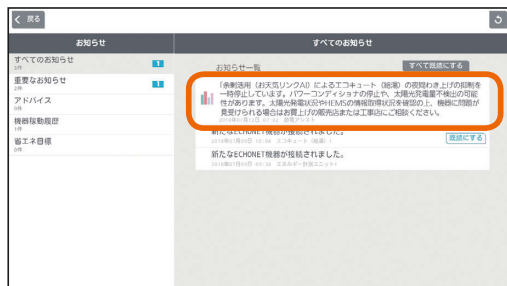 戻る
お知らせ
すべてのお知らせ
すべてのお知らせ
3件
1
重要なお知らせ
2件
1
アドバイス
0件
機器稼動履歴
1件
省エネ目標
0件
お知らせ一覧
すべて既読にする
「余剰活用（お天気リンクAI）によるエコキュート（給湯）の夜間わき上げの抑制を
一時停止しています。パワーコンディショナの停止や、太陽光発電量不検出の可能
性があります。太陽光発電状況やHEMSの情報取得状況を確認の上、機器に問題が
見受けられる場合はお買上げの販売店または工事店にご相談ください。
新たなECHONET機器が接続されました。
既読にする
新たなECHONET機器が接続されました。